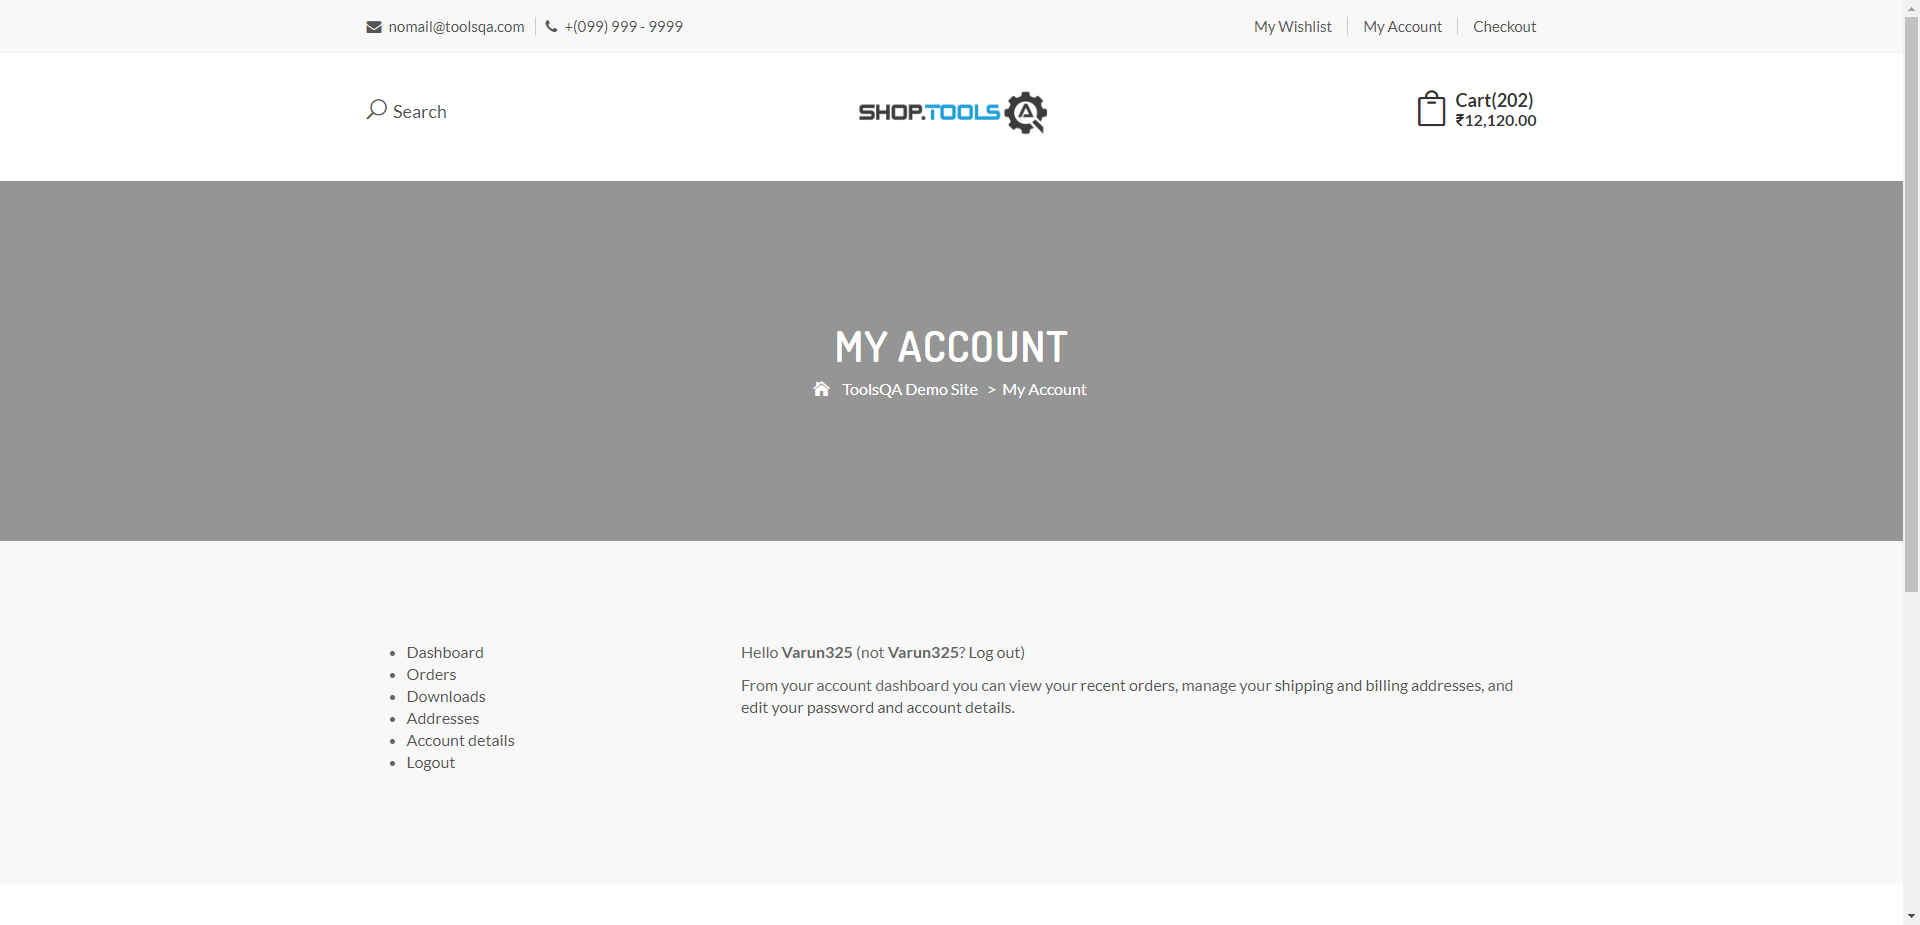 nomail@toolsqa.com
+(099) 999 - 9999
My Wishlist
My Account
Checkout
Search
SHOP.TOOLS QA
Cart(202)
₹12,120.00
MY ACCOUNT
ToolsQA Demo Site > My Account
Dashboard
Orders
Downloads
Addresses
Account details
Logout
Hello Varun325 (not Varun325? Log out)
From your account dashboard you can view your recent orders, manage your shipping and billing addresses, and
edit your password and account details.